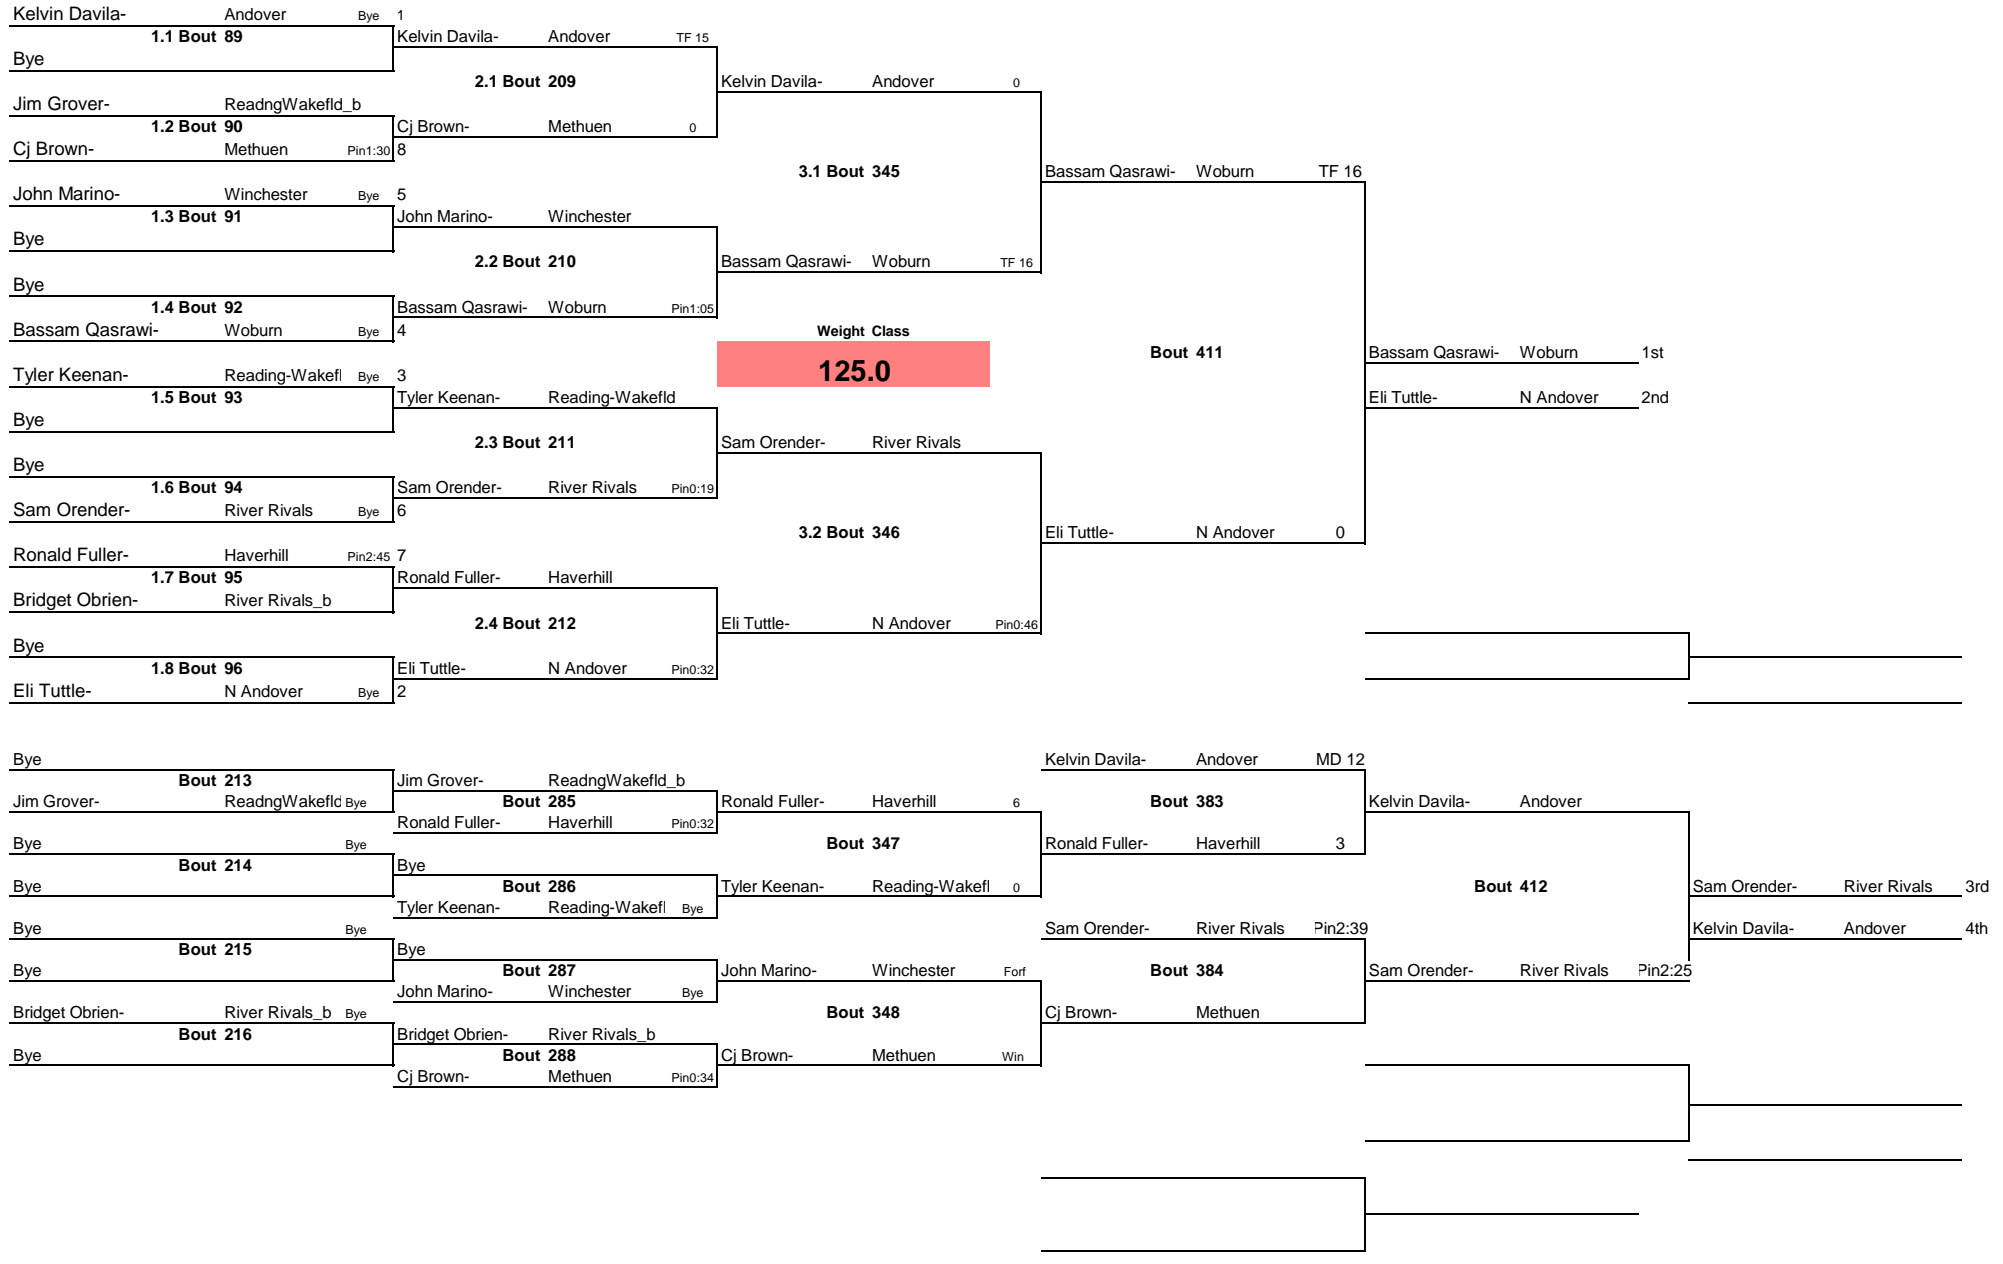 Kelvin Davila- Andover Bye 1
1.1 Bout 89 Kelvin Davila- Andover TF 15
Bye
2.1 Bout 209 Kelvin Davila- Andover 0
Jim Grover- ReadngWakefld_b
1.2 Bout 90 Cj Brown- Methuen 0
Cj Brown- Methuen Pin1:30 8
3.1 Bout 345 Bassam Qasrawi- Woburn TF 16
John Marino- Winchester Bye 5
1.3 Bout 91 John Marino- Winchester
Bye
2.2 Bout 210 Bassam Qasrawi- Woburn TF 16
Bye
1.4 Bout 92 Bassam Qasrawi- Woburn Pin1:05
Bassam Qasrawi- Woburn Bye 4 Weight Class
Bout 411 Bassam Qasrawi- Woburn 1st
Tyler Keenan- Reading-Wakefl Bye 3 125.0
1.5 Bout 93 Tyler Keenan- Reading-Wakefld Eli Tuttle- N Andover 2nd
Bye
2.3 Bout 211 Sam Orender- River Rivals
Bye
1.6 Bout 94 Sam Orender- River Rivals Pin0:19
Sam Orender- River Rivals Bye 6
3.2 Bout 346 Eli Tuttle- N Andover 0
Ronald Fuller- Haverhill Pin2:45 7
1.7 Bout 95 Ronald Fuller- Haverhill
Bridget Obrien- River Rivals_b
2.4 Bout 212 Eli Tuttle- N Andover Pin0:46
Bye
1.8 Bout 96 Eli Tuttle- N Andover Pin0:32
Eli Tuttle- N Andover Bye 2
Bye Kelvin Davila- Andover MD 12
Bout 213 Jim Grover- ReadngWakefld_b
Jim Grover- ReadngWakefld Bye Bout 285 Ronald Fuller- Haverhill 6 Bout 383 Kelvin Davila- Andover
Ronald Fuller- Haverhill Pin0:32
Bye Bye Bout 347 Ronald Fuller- Haverhill 3
Bout 214 Bye
Bye Bout 286 Tyler Keenan- Reading-Wakefl 0 Bout 412 Sam Orender- River Rivals 3rd
Tyler Keenan- Reading-Wakefl Bye
Bye Bye Sam Orender- River Rivals Pin2:39 Kelvin Davila- Andover 4th
Bout 215 Bye
Bye Bout 287 John Marino- Winchester Forf Bout 384 Sam Orender- River Rivals Pin2:25
John Marino- Winchester Bye
Bridget Obrien- River Rivals_b Bye Bout 348 Cj Brown- Methuen
Bout 216 Bridget Obrien- River Rivals_b
Bye Bout 288 Cj Brown- Methuen Win
Cj Brown- Methuen Pin0:34